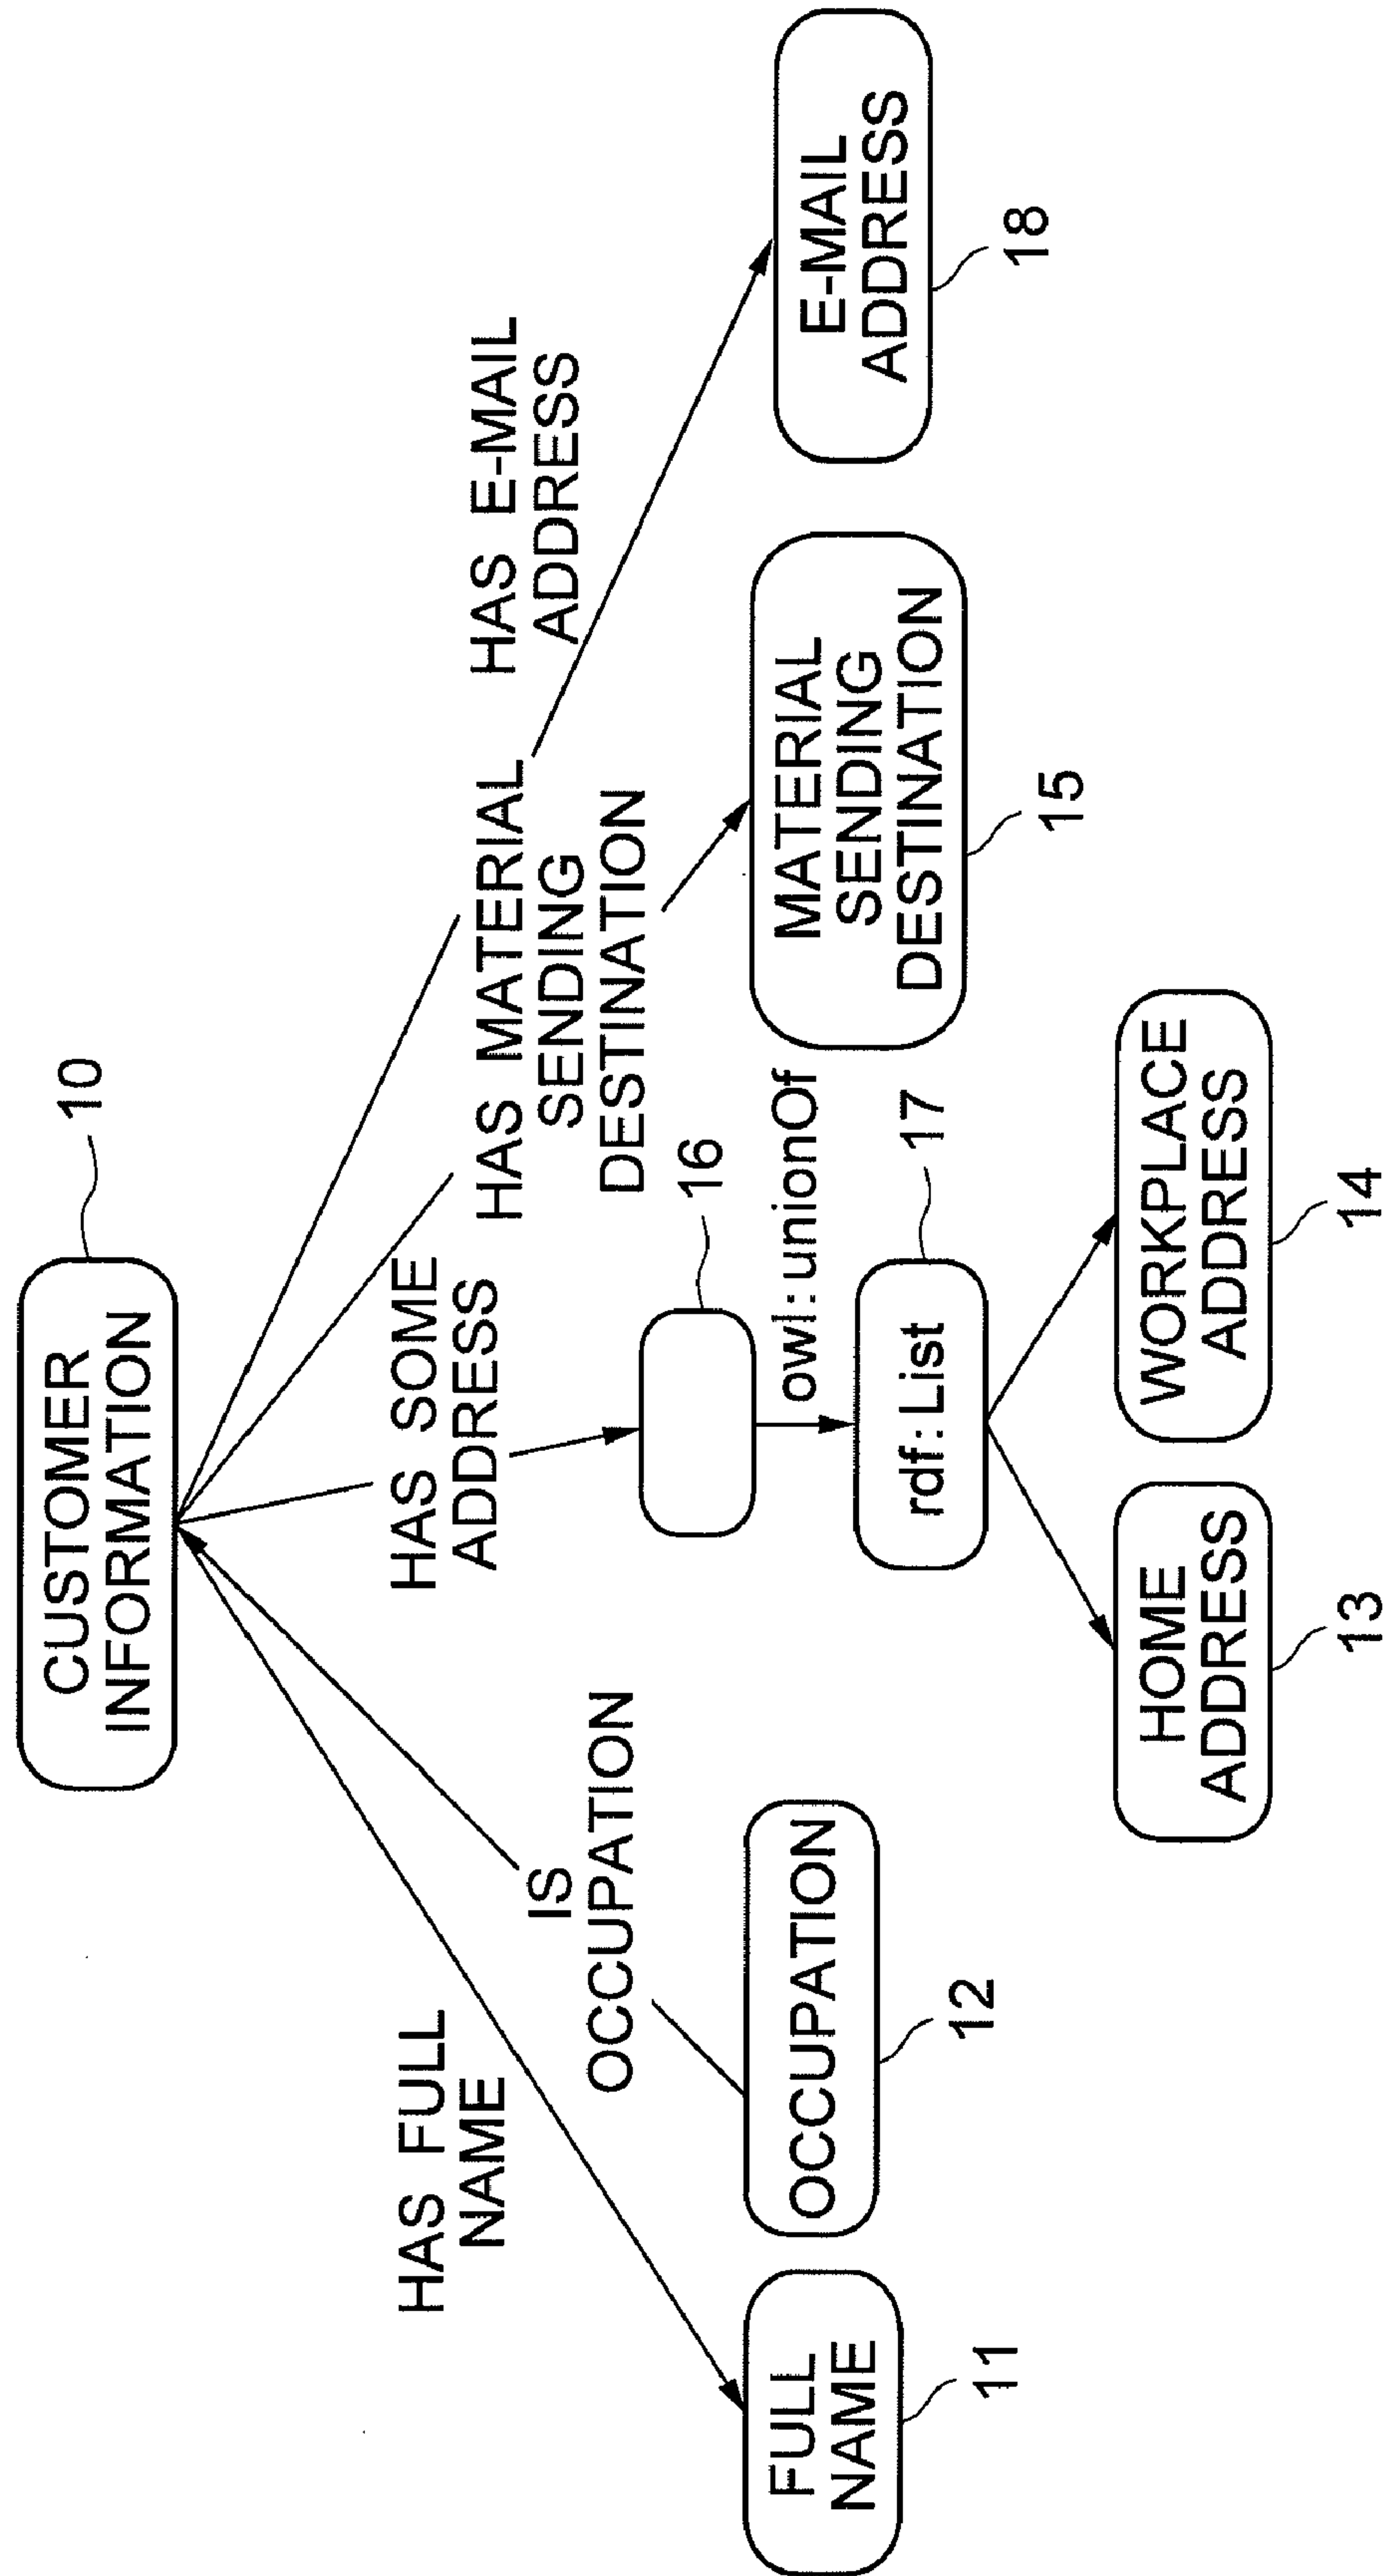 CUSTOMER
INFORMATION
10
HAS FULL
NAME
IS
OCCUPATION
HAS SOME
ADDRESS
HAS MATERIAL
SENDING
DESTINATION
HAS E-MAIL
ADDRESS
FULL
NAME
11
OCCUPATION
12
16
owl:unionOf
rdf:List
17
MATERIAL
SENDING
DESTINATION
15
E-MAIL
ADDRESS
18
HOME
ADDRESS
13
WORKPLACE
ADDRESS
14